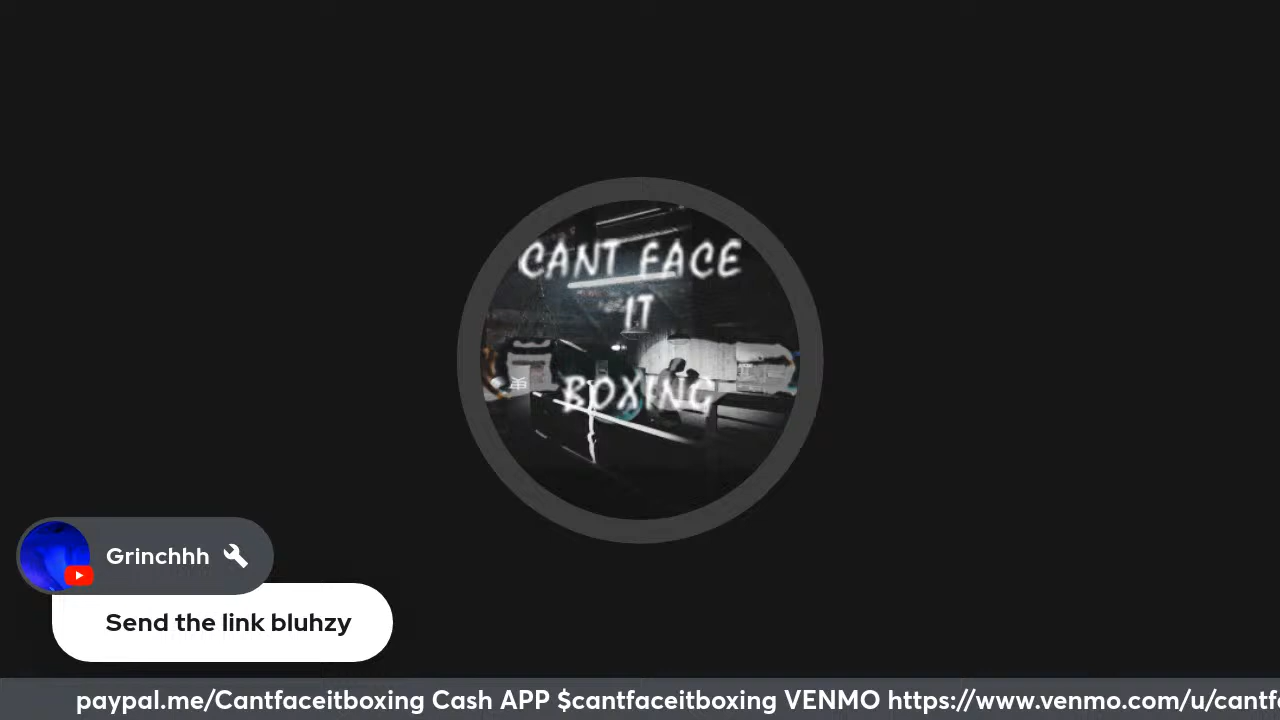 CANT FACE
IT
BOXING
Grinchhh
Send the link bluhzy
paypal.me/Cantfaceitboxing Cash APP $cantfaceitboxing VENMO https://www.venmo.com/u/cantf